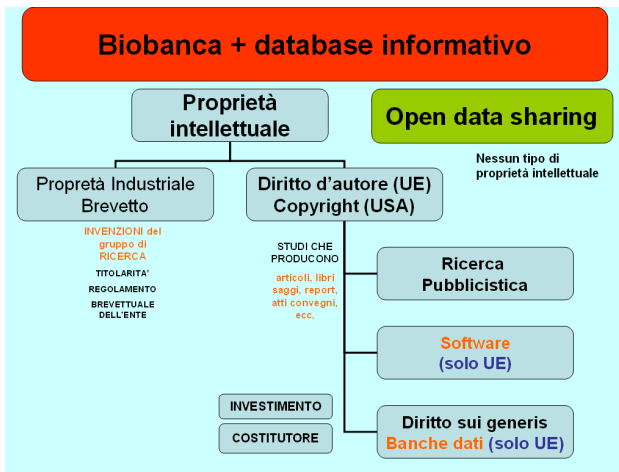 Biobanca + database informativo
Proprietà
intellettuale
Open data sharing
Nessun tipo di
proprietà intellettuale
Propretà Industriale
Brevetto
Diritto d'autore (UE)
Copyright (USA)
INVENZIONI del
gruppo di
RICERCA
TITOLARITA'
REGOLAMENTO
BREVETTUALE
DELL'ENTE
STUDI CHE
PRODUCONO
articoli, libri
saggi, report,
atti convegni,
ecc.
Ricerca
Pubblicistica
Software
(solo UE)
INVESTIMENTO
COSTITUTORE
Diritto sui generis
Banche dati (solo UE)